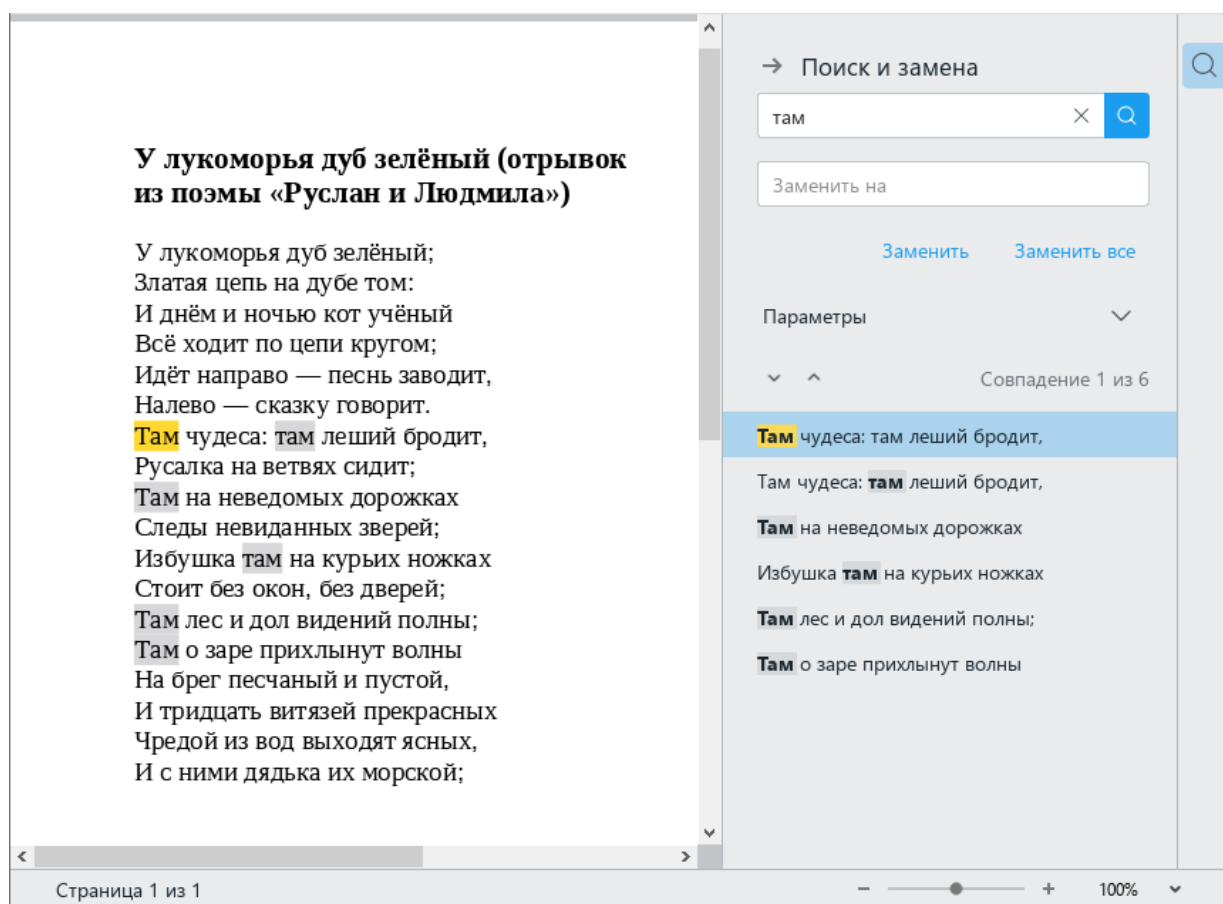 У лукоморья дуб зелёный (отрывок
из поэмы «Руслан и Людмила»)
У лукоморья дуб зелёный;
Златая цепь на дубе том:
И днём и ночью кот учёный
Всё ходит по цепи кругом;
Идёт направо — песнь заводит,
Налево — сказку говорит.
Там чудеса: там леший бродит,
Русалка на ветвях сидит;
Там на неведомых дорожках
Следы невиданных зверей;
Избушка там на курьих ножках
Стоит без окон, без дверей;
Там лес и дол видений полны;
Там о заре прихлынут волны
На брег песчаный и пустой,
И тридцать витязей прекрасных
Чредой из вод выходят ясных,
И с ними дядька их морской;
Поиск и замена
там
Заменить на
Заменить Заменить все
Параметры
Совпадение 1 из 6
Там чудеса: там леший бродит,
Там чудеса: там леший бродит,
Там на неведомых дорожках
Избушка там на курьих ножках
Там лес и дол видений полны;
Там о заре прихлынут волны
Страница 1 из 1
100%